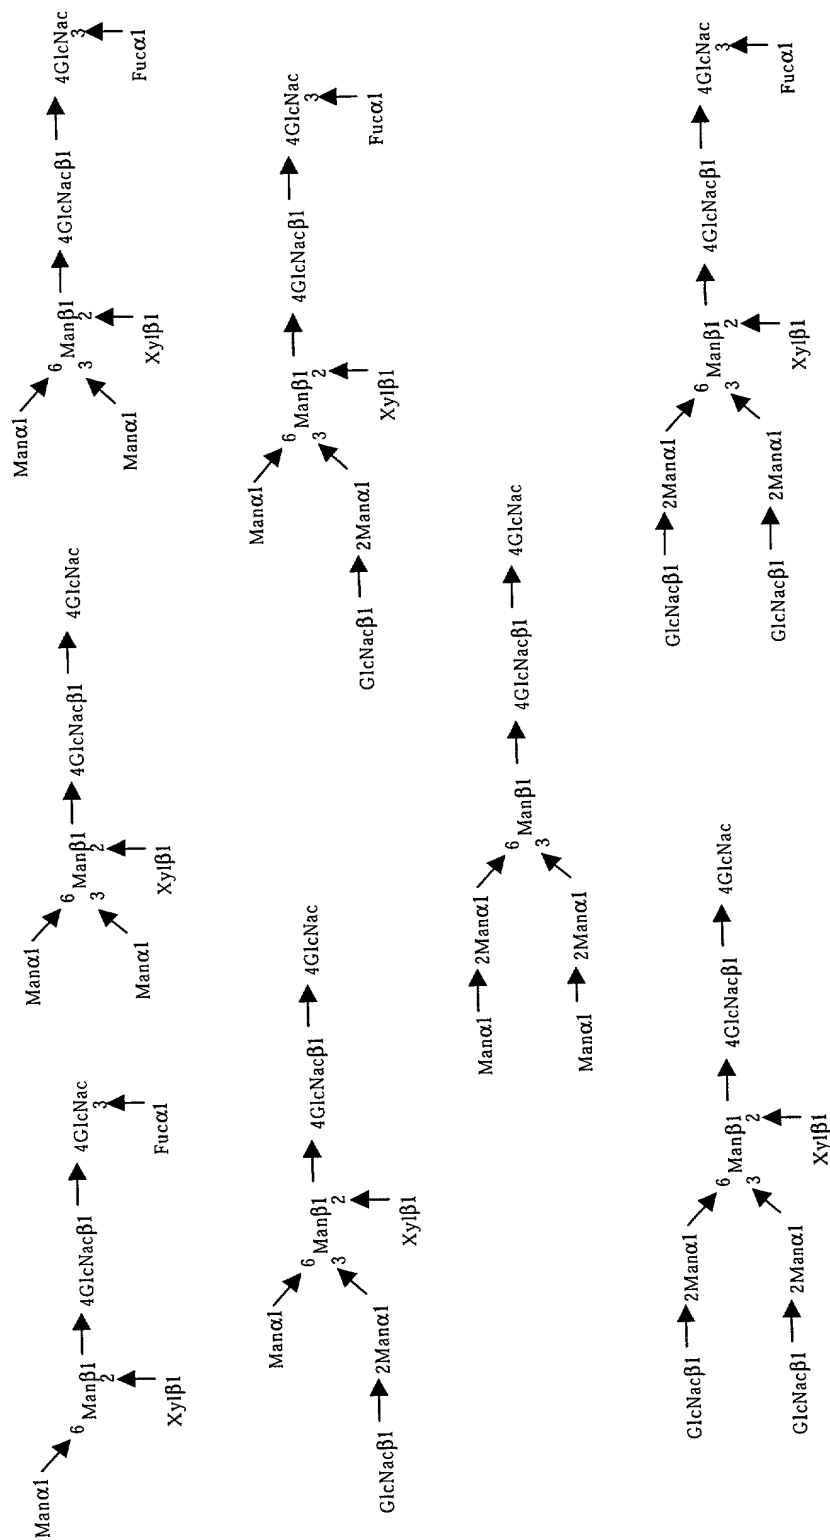 Manα1
6
Manβ1
2
Xylβ1
4GlcNacβ1
4GlcNac
3
Fucα1
Manα1
6
Manβ1
3
Manα1
2
Xylβ1
4GlcNacβ1
4GlcNac
Manα1
6
Manβ1
3
Manα1
2
Xylβ1
4GlcNacβ1
4GlcNac
3
Fucα1
Manα1
6
Manβ1
3
GlcNacβ1
2Manα1
2
Xylβ1
4GlcNacβ1
4GlcNac
Manα1
6
Manβ1
3
GlcNacβ1
2Manα1
2
Xylβ1
4GlcNacβ1
4GlcNac
3
Fucα1
Manα1
2Manα1
6
Manβ1
3
Manα1
2Manα1
4GlcNacβ1
4GlcNac
GlcNacβ1
2Manα1
6
Manβ1
3
GlcNacβ1
2Manα1
2
Xylβ1
4GlcNacβ1
4GlcNac
GlcNacβ1
2Manα1
6
Manβ1
3
GlcNacβ1
2Manα1
2
Xylβ1
4GlcNacβ1
4GlcNac
3
Fucα1